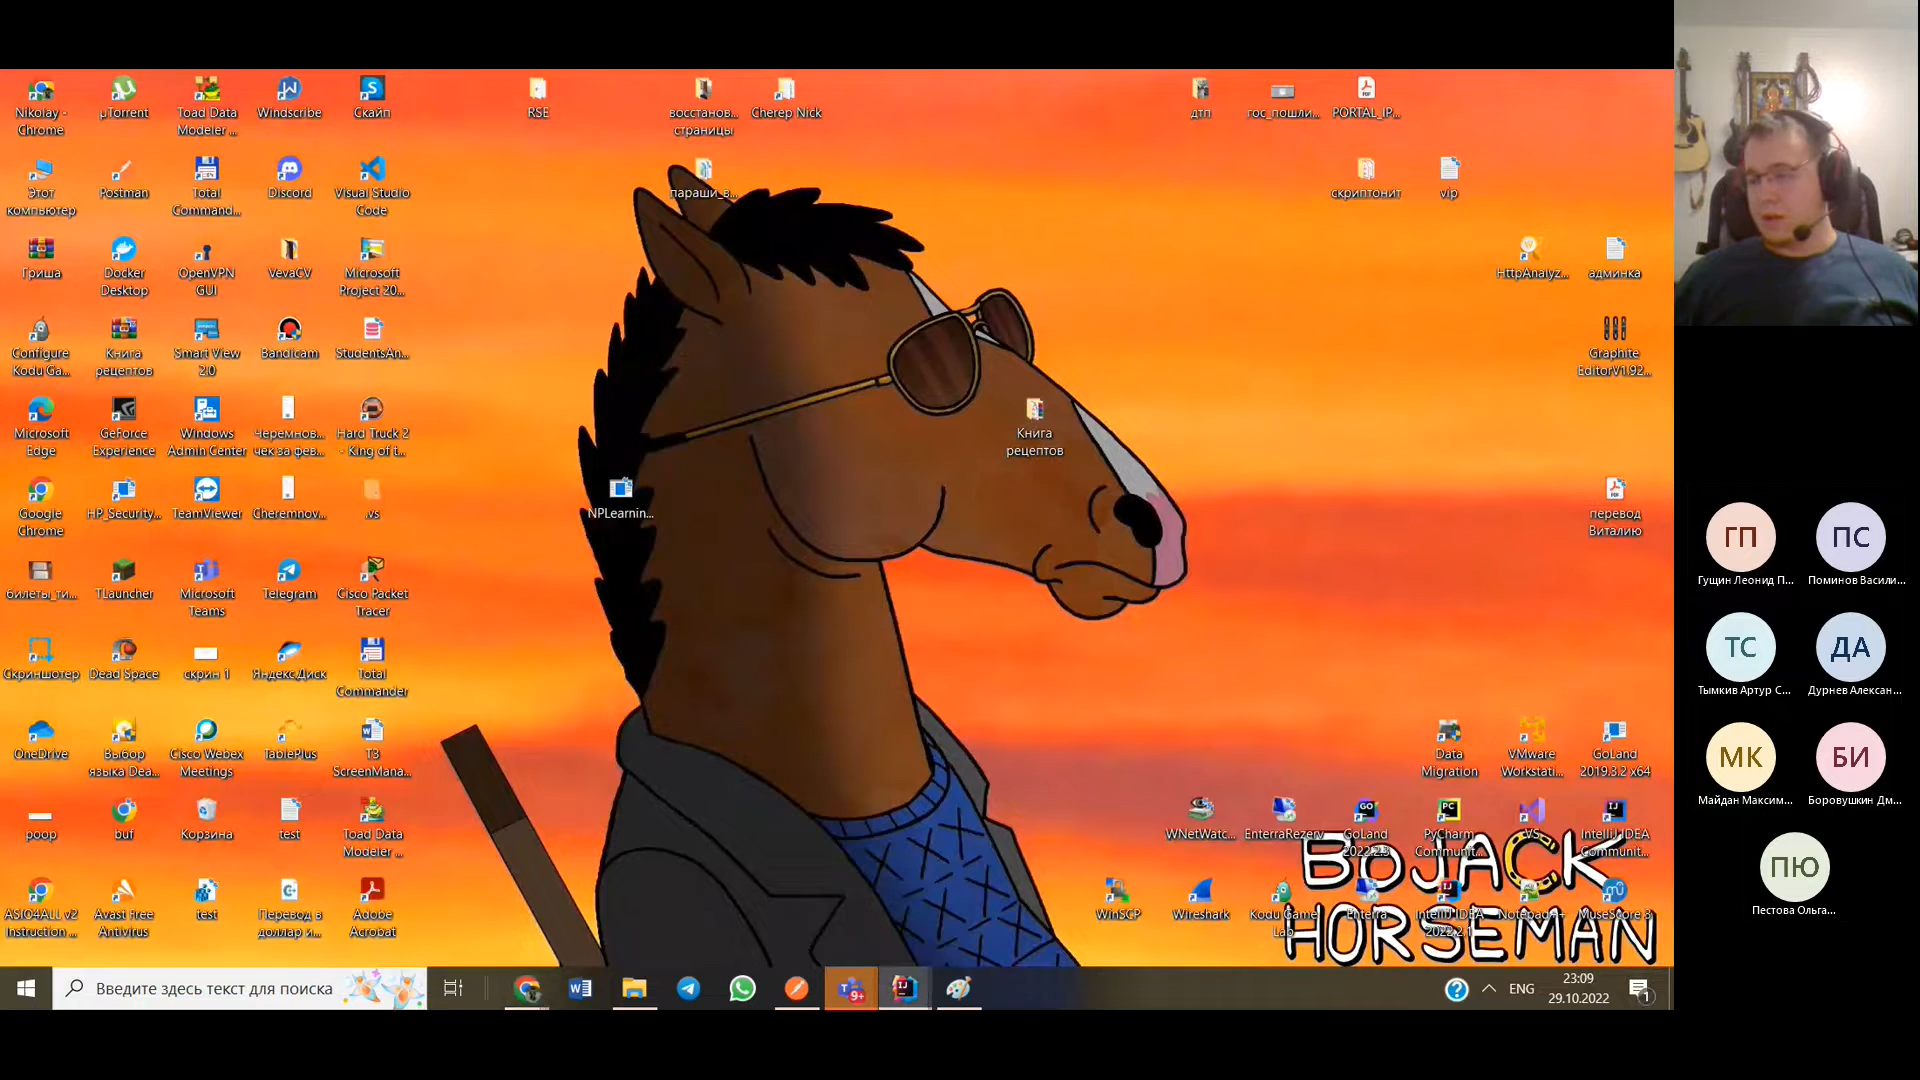 Nikolay -
Chrome
µTorrent
Toad Data
Modeler ...
Windscribe
Скайп
RSE
восстанов...
страницы
Cherep Nick
дтп
гос_пошли...
PORTAL_IP...
Этот
компьютер
Postman
Total
Command...
Discord
Visual Studio
Code
параши_в...
скриптонит
vip
Гриша
Docker
Desktop
OpenVPN
GUI
VevaCV
Microsoft
Project 20...
HttpAnalyz...
админка
Configure
Kodu Ga...
Книга
рецептов
Smart View
2.0
Bandicam
StudentsAn...
Graphite
EditorV1.92...
Microsoft
Edge
GeForce
Experience
Windows
Admin Center
черемнов...
чек за фев...
Hard Truck 2
- King of t...
Книга
рецептов
Google
Chrome
HP_Security...
TeamViewer
Cheremnov...
.vs
NPLearnin...
перевод
Виталию
билеты_ти...
TLauncher
Microsoft
Teams
Telegram
Cisco Packet
Tracer
Скриншотер
Dead Space
скрин 1
Яндекс.Диск
Total
Commander
OneDrive
Выбор
языка Dea...
Cisco Webex
Meetings
TablePlus
ТЗ
ScreenMana...
Data
Migration
VMware
Workstati...
GoLand
2019.3.2 x64
poop
buf
Корзина
test
Toad Data
Modeler ...
WNetWatc...
EnterraRezerv
GoLand
2022.2.3
PyCharm
Communit...
VS
IntelliJ IDEA
Communit...
ASIO4ALL v2
Instruction ...
Avast Free
Antivirus
test
Перевод в
доллар и...
Adobe
Acrobat
WinSCP
Wireshark
Kodu Game
Lab
Enterra
IntelliJ IDEA
2022.2.1
Notepad++
MuseScore 3
BOJACK
HORSEMAN
Введите здесь текст для поиска
9+
ENG
23:09
29.10.2022
1
ГП
Гущин Леонид П...
ПС
Поминов Васили...
ТС
Тымкив Артур С...
ДА
Дурнев Алексан...
МК
Майдан Максим...
БИ
Боровушкин Дм...
ПЮ
Пестова Ольга...